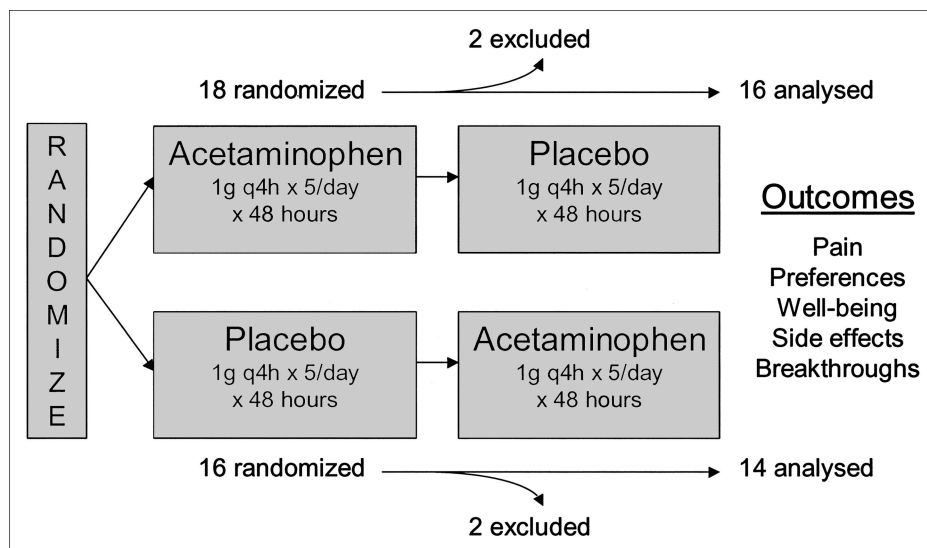 2 excluded
18 randomized
16 analysed
RANDOMIZE
Acetaminophen
1g q4h x 5/day
x 48 hours
Placebo
1g q4h x 5/day
x 48 hours
Placebo
1g q4h x 5/day
x 48 hours
Acetaminophen
1g q4h x 5/day
x 48 hours
Outcomes
Pain
Preferences
Well-being
Side effects
Breakthroughs
16 randomized
14 analysed
2 excluded